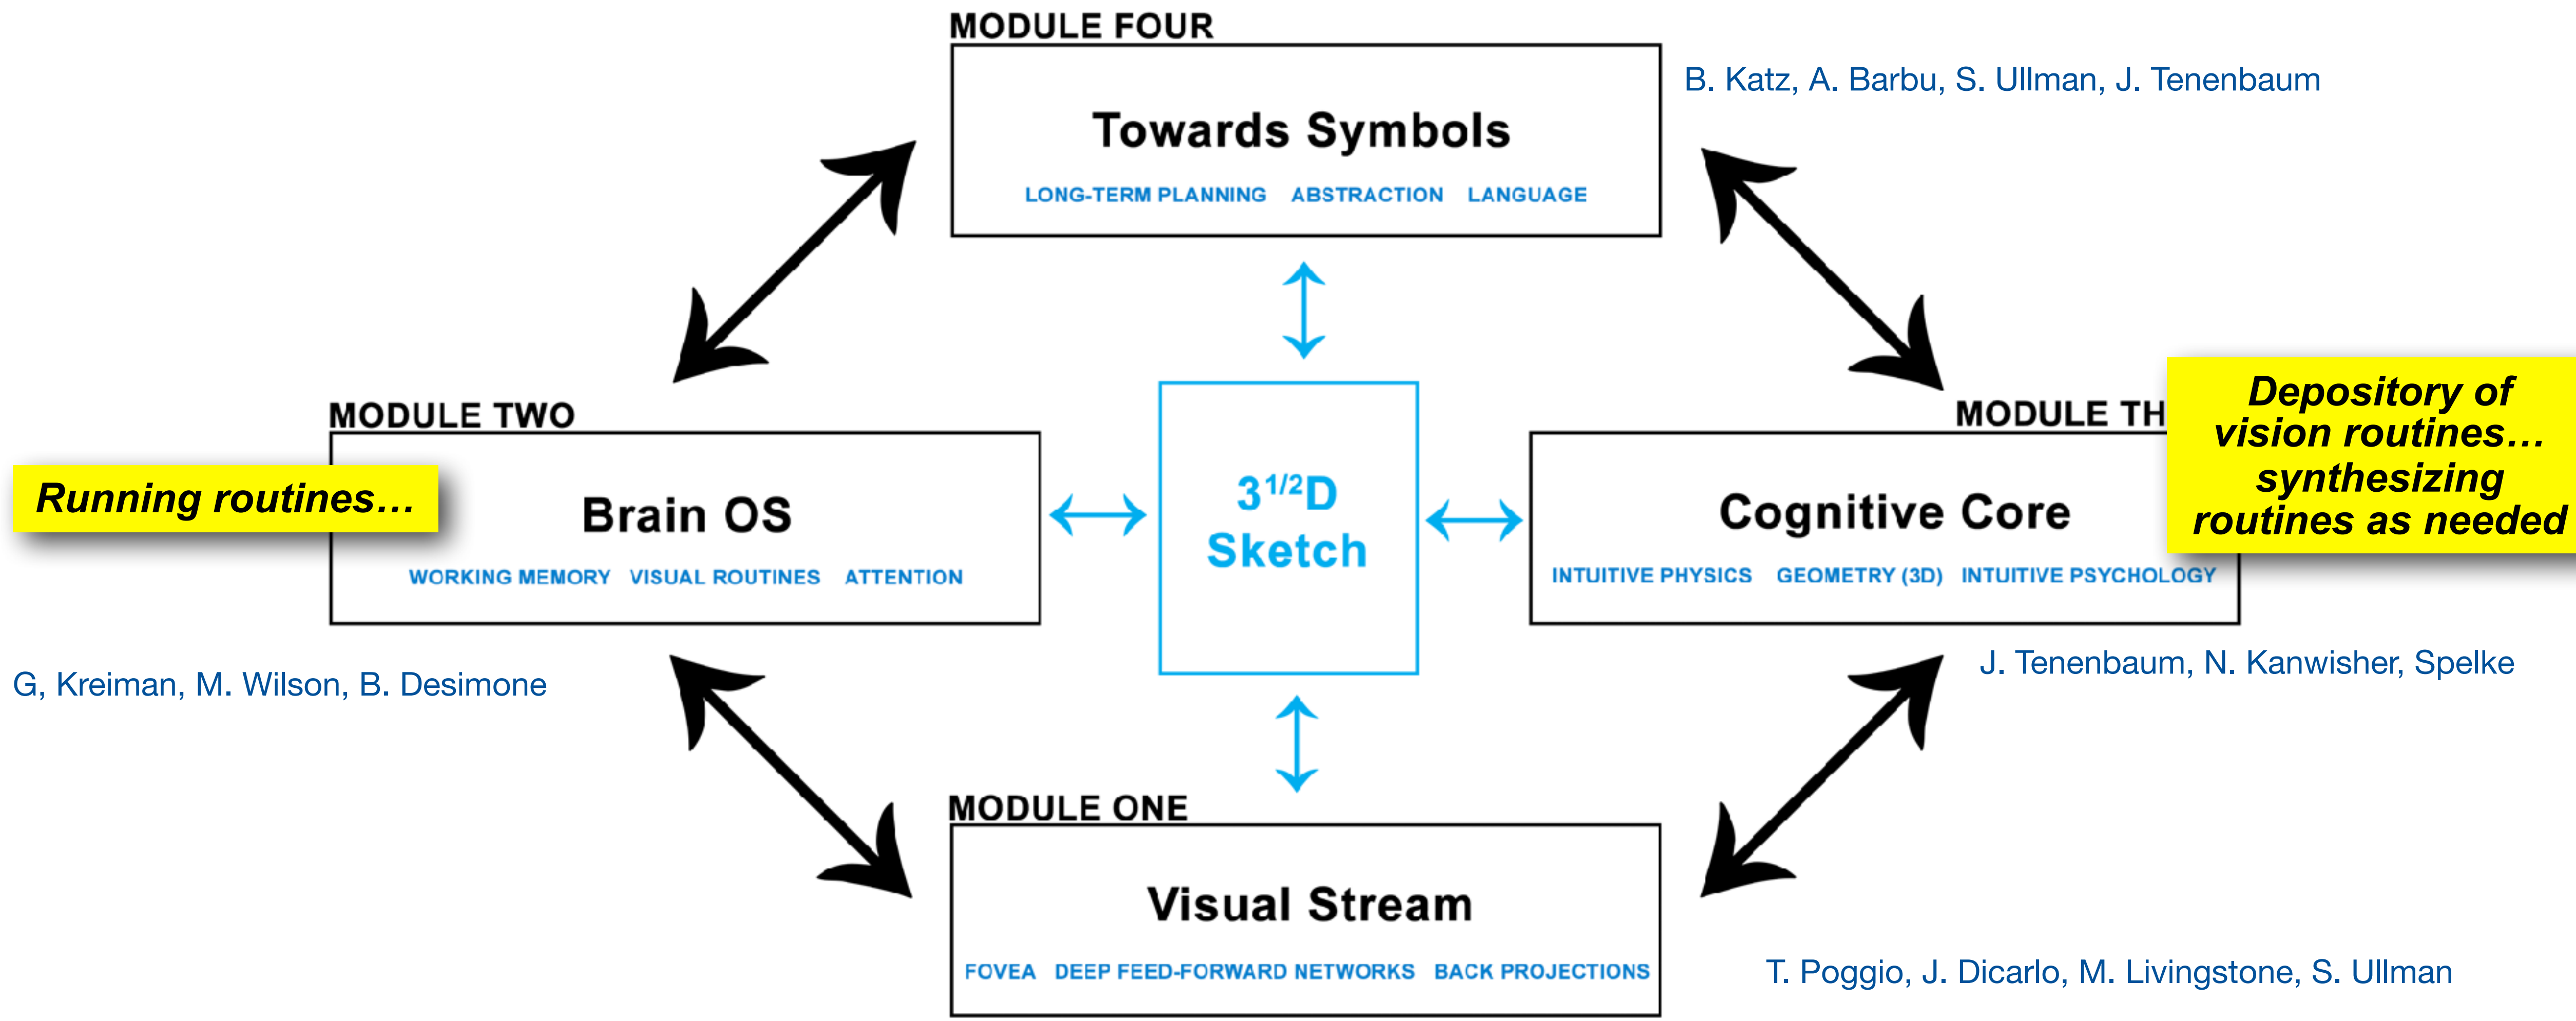 MODULE FOUR
Towards Symbols
LONG-TERM PLANNING ABSTRACTION LANGUAGE
B. Katz, A. Barbu, S. Ullman, J. Tenenbaum
MODULE TWO
Running routines…
Brain OS
WORKING MEMORY VISUAL ROUTINES ATTENTION
G, Kreiman, M. Wilson, B. Desimone
3½D
Sketch
MODULE TH
Cognitive Core
INTUITIVE PHYSICS GEOMETRY (3D) INTUITIVE PSYCHOLOGY
Depository of
vision routines…
synthesizing
routines as needed
J. Tenenbaum, N. Kanwisher, Spelke
MODULE ONE
Visual Stream
FOVEA DEEP FEED-FORWARD NETWORKS BACK PROJECTIONS
T. Poggio, J. Dicarlo, M. Livingstone, S. Ullman